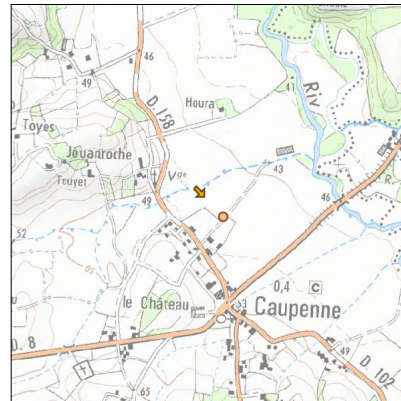 46
49
D. 158
Houra
41
Riv
Toyes
Jouanroche
Touyet
Vge
43
49
46
52
le Château
0,4
C
53
Caupenne
D. 8
D. 102
49
65